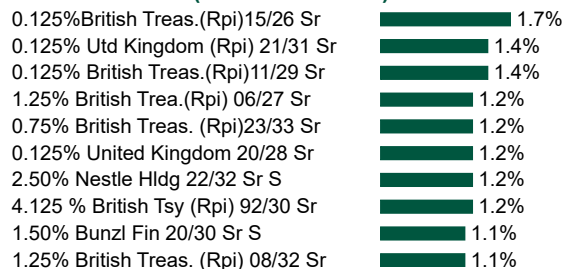 0.125%British Treas.(Rpi)15/26 Sr 1.7%
0.125% Utd Kingdom (Rpi) 21/31 Sr 1.4%
0.125% British Treas.(Rpi)11/29 Sr 1.4%
1.25% British Trea.(Rpi) 06/27 Sr 1.2%
0.75% British Treas. (Rpi)23/33 Sr 1.2%
0.125% United Kingdom 20/28 Sr 1.2%
2.50% Nestle Hldg 22/32 Sr S 1.2%
4.125 % British Tsy (Rpi) 92/30 Sr 1.2%
1.50% Bunzl Fin 20/30 Sr S 1.1%
1.25% British Treas. (Rpi) 08/32 Sr 1.1%